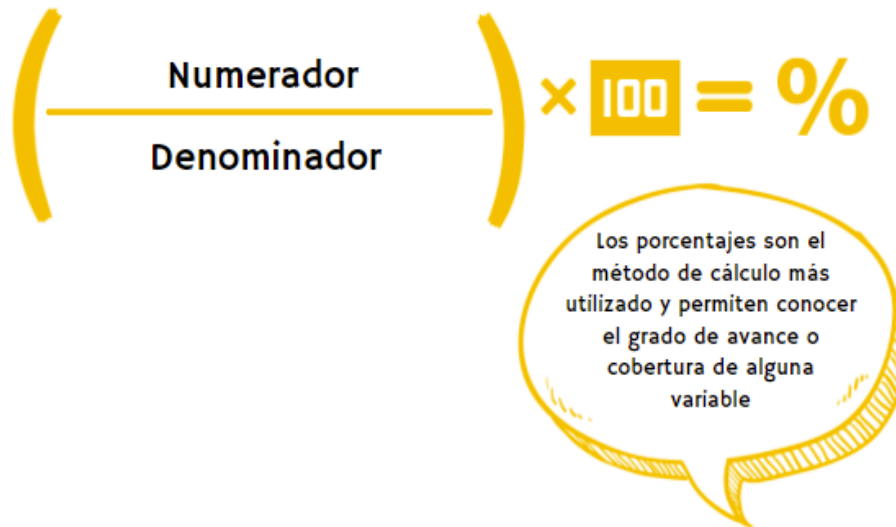 Numerador
Denominador
× 100 = %
Los porcentajes son el
método de cálculo más
utilizado y permiten conocer
el grado de avance o
cobertura de alguna
variable